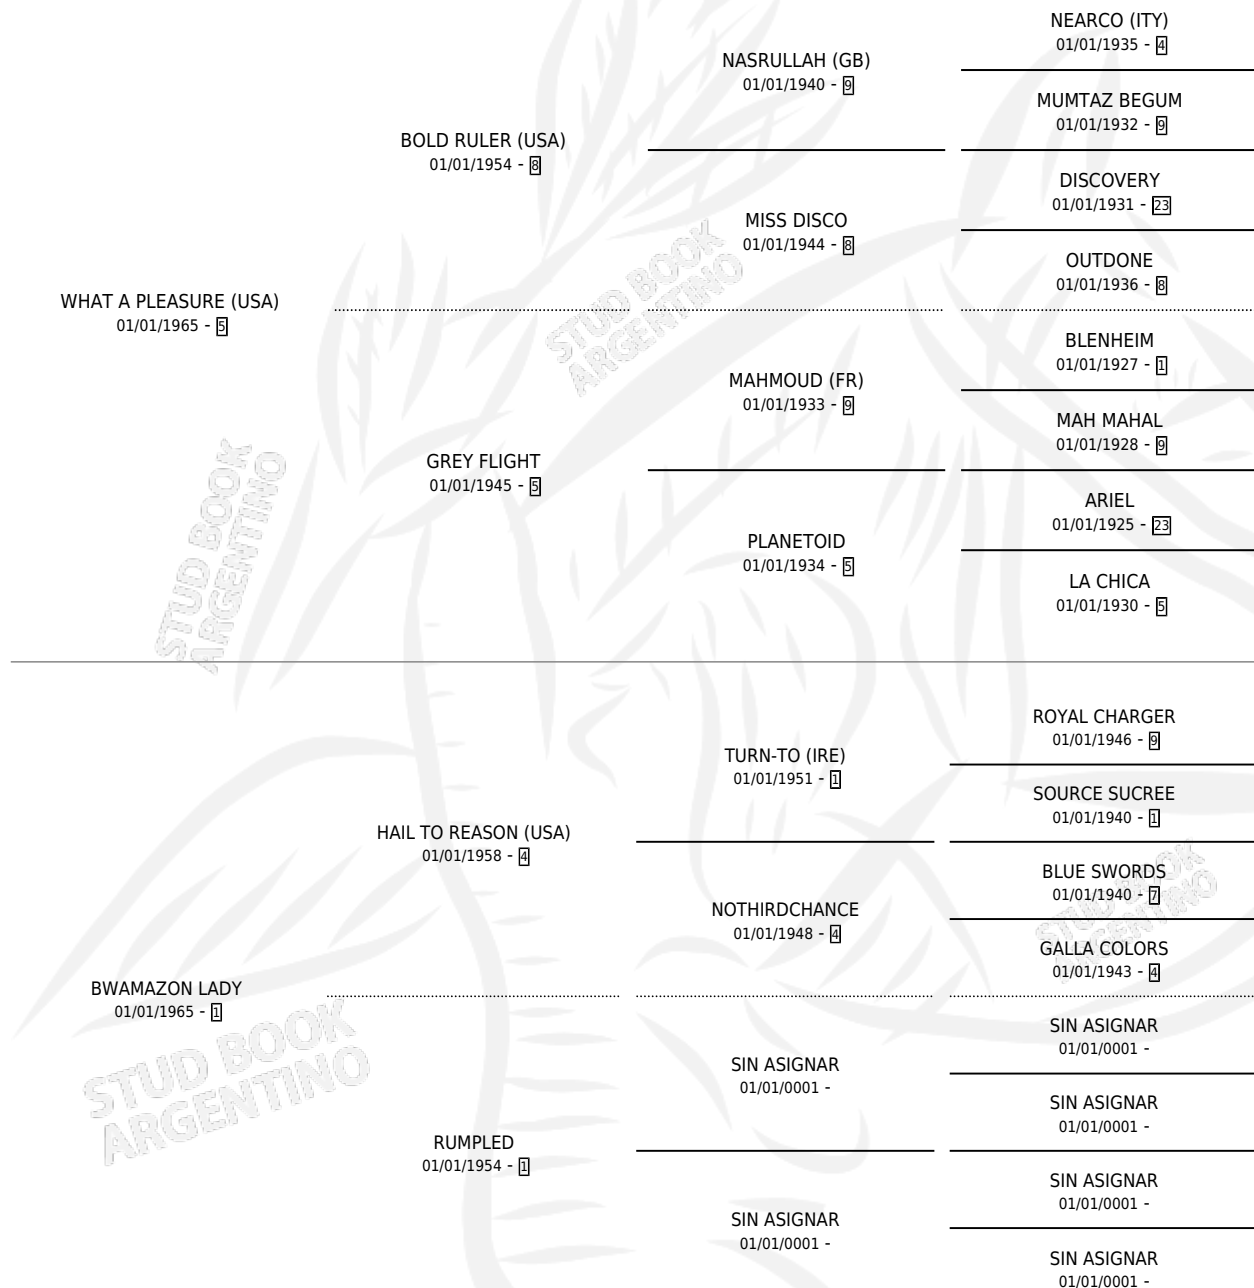 NEARCO (ITY)
01/01/1935 - 4
NASRULLAH (GB)
01/01/1940 - 9
MUMTAZ BEGUM
01/01/1932 - 9
BOLD RULER (USA)
01/01/1954 - 8
DISCOVERY
01/01/1931 - 23
MISS DISCO
01/01/1944 - 8
OUTDONE
01/01/1936 - 8
WHAT A PLEASURE (USA)
01/01/1965 - 5
BLENHEIM
01/01/1927 - 1
MAHMOUD (FR)
01/01/1933 - 9
MAH MAHAL
01/01/1928 - 9
GREY FLIGHT
01/01/1945 - 5
ARIEL
01/01/1925 - 23
PLANETOID
01/01/1934 - 5
LA CHICA
01/01/1930 - 5
ROYAL CHARGER
01/01/1946 - 9
TURN-TO (IRE)
01/01/1951 - 1
SOURCE SUCREE
01/01/1940 - 1
HAIL TO REASON (USA)
01/01/1958 - 4
BLUE SWORDS
01/01/1940 - 7
NOTHIRDCHANCE
01/01/1948 - 4
GALLA COLORS
01/01/1943 - 4
BWAMAZON LADY
01/01/1965 - 1
SIN ASIGNAR
01/01/0001 -
SIN ASIGNAR
01/01/0001 -
SIN ASIGNAR
01/01/0001 -
RUMPLED
01/01/1954 - 1
SIN ASIGNAR
01/01/0001 -
SIN ASIGNAR
01/01/0001 -
SIN ASIGNAR
01/01/0001 -
STUD BOOK
ARGENTINO
STUD BOOK
ARGENTINO
STUD BOOK
ARGENTINO
STUD BOOK
ARGENTINO